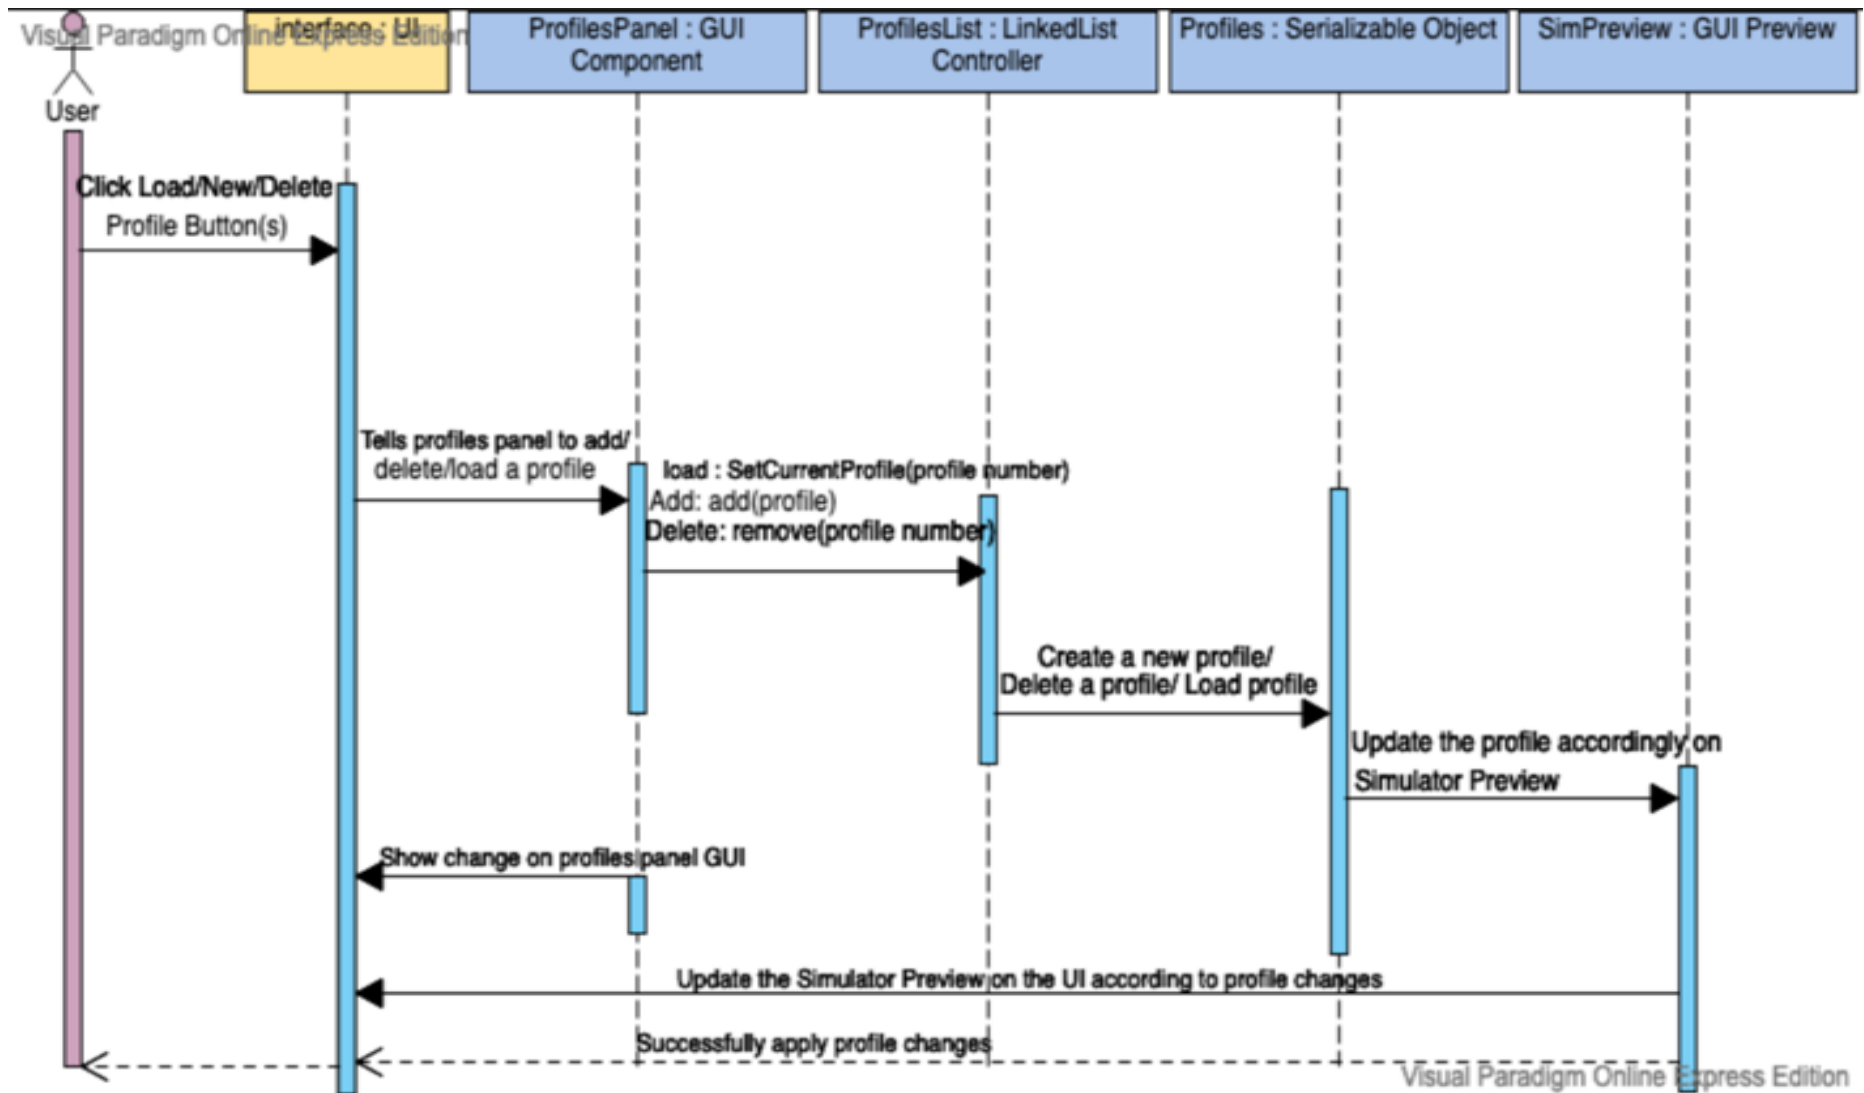 Visual Paradigm Online Express Edition
interface : UI
ProfilesPanel : GUI
Component
ProfilesList : LinkedList
Controller
Profiles : Serializable Object
SimPreview : GUI Preview
User
Click Load/New/Delete
Profile Button(s)
Tells profiles panel to add/
delete/load a profile
load : SetCurrentProfile(profile number)
Add: add(profile)
Delete: remove(profile number)
Create a new profile/
Delete a profile/ Load profile
Update the profile accordingly on
Simulator Preview
Show change on profiles panel GUI
Update the Simulator Preview on the UI according to profile changes
Successfully apply profile changes
Visual Paradigm Online Express Edition